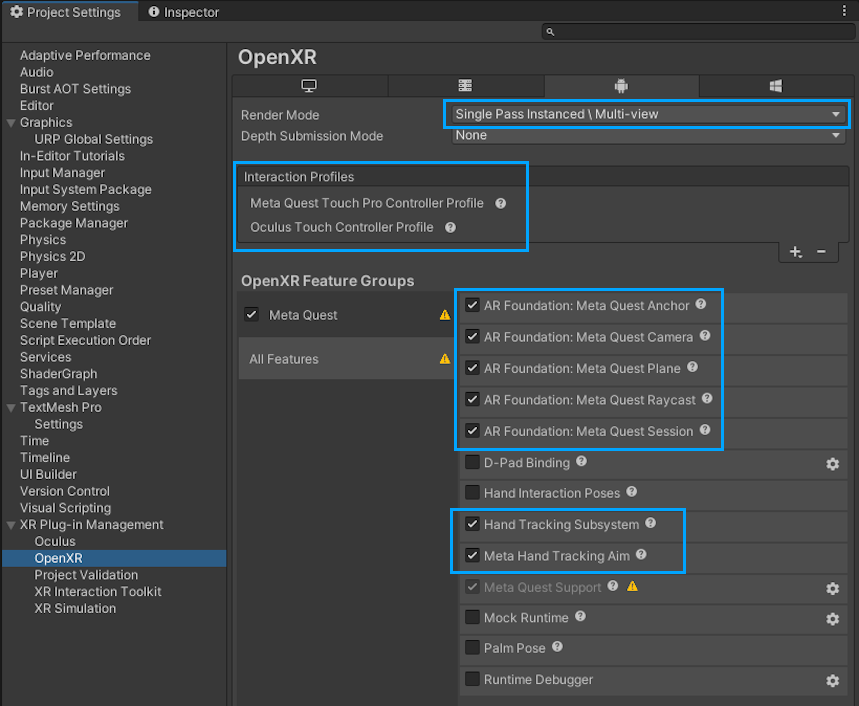 Project Settings
Inspector
Adaptive Performance
Audio
Burst AOT Settings
Editor
Graphics
URP Global Settings
In-Editor Tutorials
Input Manager
Input System Package
Memory Settings
Package Manager
Physics
Physics 2D
Player
Preset Manager
Quality
Scene Template
Script Execution Order
Services
ShaderGraph
Tags and Layers
TextMesh Pro
Settings
Time
Timeline
UI Builder
Version Control
Visual Scripting
XR Plug-in Management
Oculus
OpenXR
Project Validation
XR Interaction Toolkit
XR Simulation
OpenXR
Render Mode
Single Pass Instanced \ Multi-view
Depth Submission Mode
None
Interaction Profiles
Meta Quest Touch Pro Controller Profile
Oculus Touch Controller Profile
OpenXR Feature Groups
Meta Quest
All Features
AR Foundation: Meta Quest Anchor
AR Foundation: Meta Quest Camera
AR Foundation: Meta Quest Plane
AR Foundation: Meta Quest Raycast
AR Foundation: Meta Quest Session
D-Pad Binding
Hand Interaction Poses
Hand Tracking Subsystem
Meta Hand Tracking Aim
Meta Quest Support
Mock Runtime
Palm Pose
Runtime Debugger